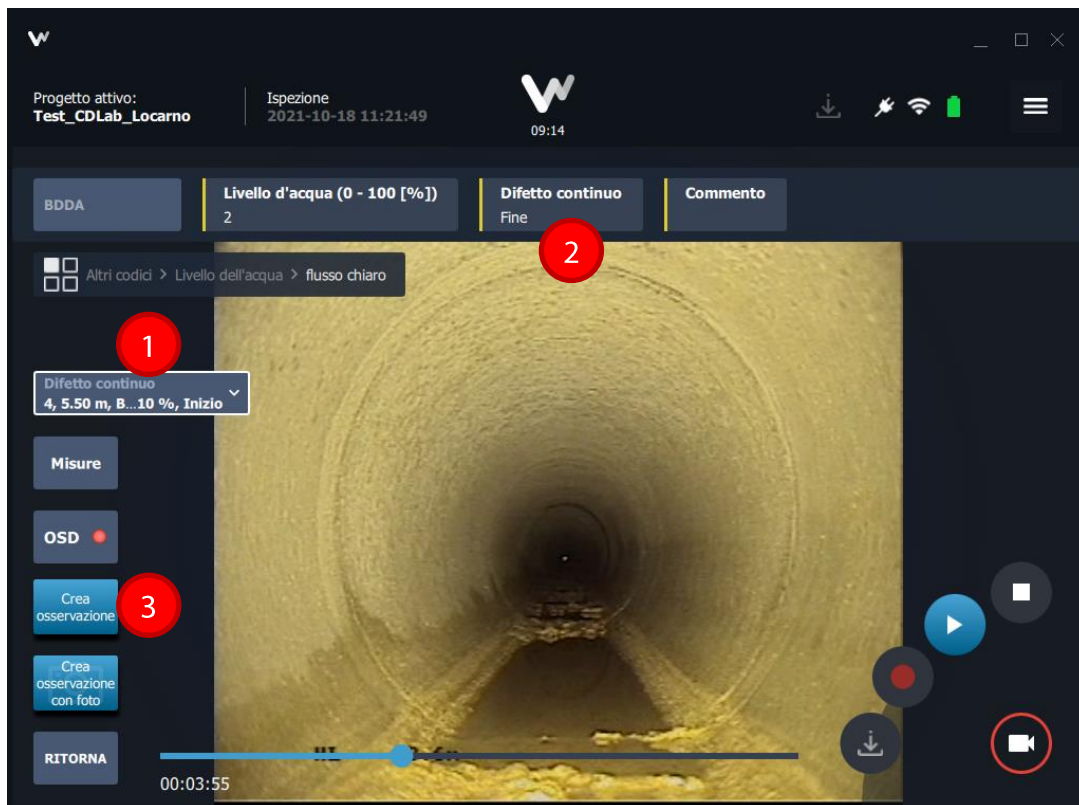 Progetto attivo:
Test_CDLab_Locarno
Ispezione
2021-10-18 11:21:49
09:14
BDDA
Livello d'acqua (0 - 100 [%])
2
Difetto continuo
Fine
Commento
2
Altri codici > Livello dell'acqua > flusso chiaro
1
Difetto continuo
4, 5.50 m, B...10 %, Inizio
Misure
OSD
Crea
osservazione
3
Crea
osservazione
con foto
RITORNA
00:03:55